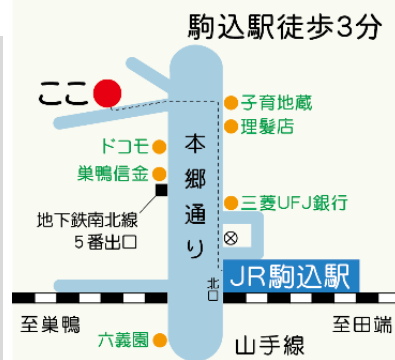 駒込駅徒歩3分
ここ
子育地蔵
理髪店
ドコモ
巣鴨信金
本郷通り
三菱UFJ銀行
地下鉄南北線
5番出口
JR駒込駅
北口
至巣鴨
至田端
六義園
山手線